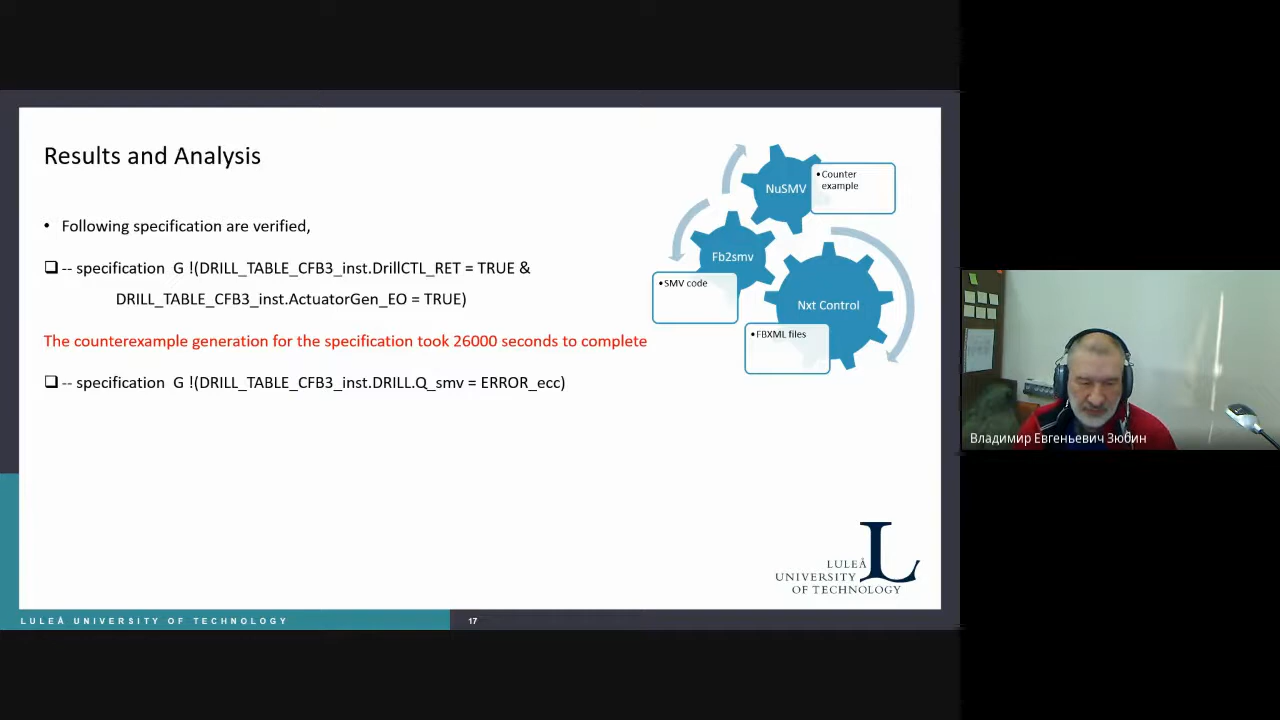 Results and Analysis
• Following specification are verified,
❑ -- specification G !(DRILL_TABLE_CFB3_inst.DrillCTL_RET = TRUE &
DRILL_TABLE_CFB3_inst.ActuatorGen_EO = TRUE)
The counterexample generation for the specification took 26000 seconds to complete
❑ -- specification G !(DRILL_TABLE_CFB3_inst.DRILL.Q_smv = ERROR_ecc)
NuSMV
•Counter
example
Fb2smv
•SMV code
Nxt Control
•FBXML files
LULEÅ
UNIVERSITY
OF TECHNOLOGY
L
LULEÅ UNIVERSITY OF TECHNOLOGY
17
Владимир Евгеньевич Зюбин